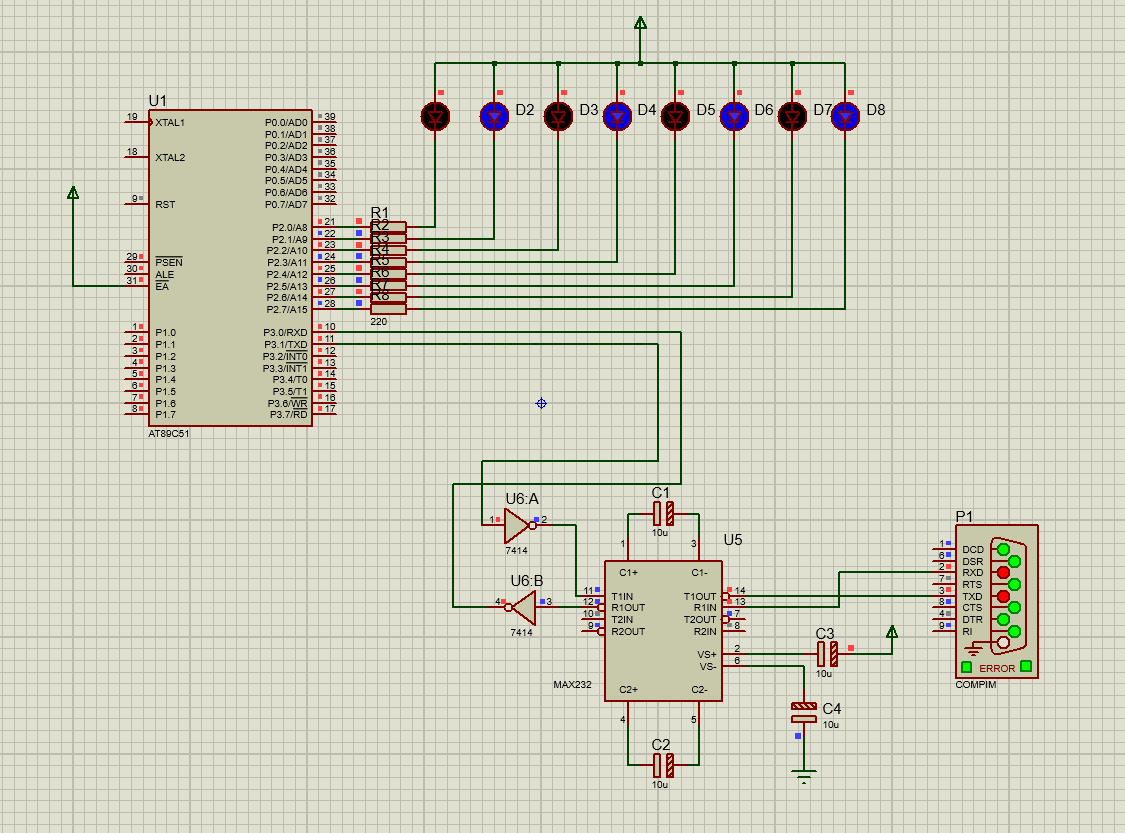 U1
19 XTAL1
18 XTAL2
9 RST
29 PSEN
30 ALE
31 EA
1 P1.0
2 P1.1
3 P1.2
4 P1.3
5 P1.4
6 P1.5
7 P1.6
8 P1.7
P0.0/AD0 39
P0.1/AD1 38
P0.2/AD2 37
P0.3/AD3 36
P0.4/AD4 35
P0.5/AD5 34
P0.6/AD6 33
P0.7/AD7 32
P2.0/A8 21
P2.1/A9 22
P2.2/A10 23
P2.3/A11 24
P2.4/A12 25
P2.5/A13 26
P2.6/A14 27
P2.7/A15 28
P3.0/RXD 10
P3.1/TXD 11
P3.2/INT0 12
P3.3/INT1 13
P3.4/T0 14
P3.5/T1 15
P3.6/WR 16
P3.7/RD 17
AT89C51
D2 D3 D4 D5 D6 D7 D8
R1
R2
R3
R4
R5
R6
R7
R8
220
U6:A
1 2
7414
U6:B
4 3
7414
C1
10u
U5
1 3
C1+ C1-
11 T1IN T1OUT 14
12 R1OUT R1IN 13
10 T2IN T2OUT 7
9 R2OUT R2IN 8
VS+ 2
VS- 6
C2+ C2-
4 5
MAX232
C2
10u
C3
10u
C4
10u
P1
1 DCD
6 DSR
2 RXD
7 RTS
3 TXD
8 CTS
4 DTR
9 RI
ERROR
COMPIM